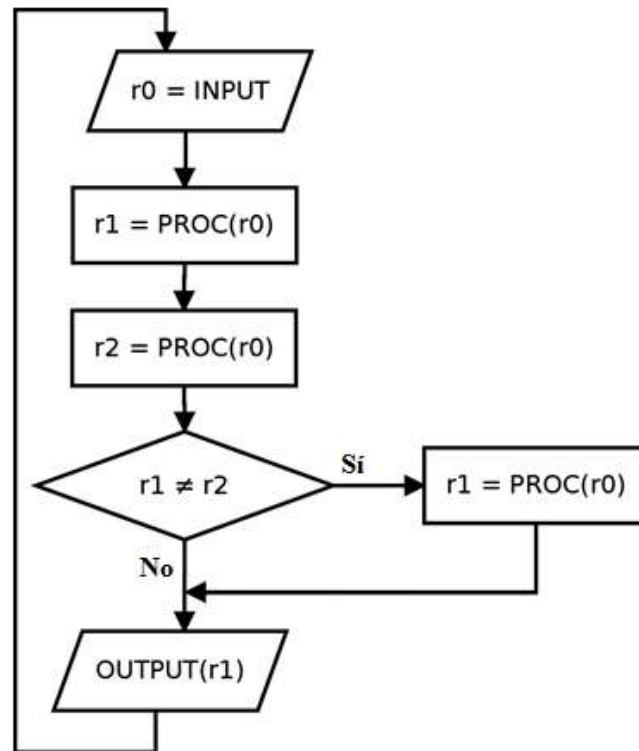 r0 = INPUT
r1 = PROC(r0)
r2 = PROC(r0)
r1 ≠ r2
Sí
r1 = PROC(r0)
No
OUTPUT(r1)